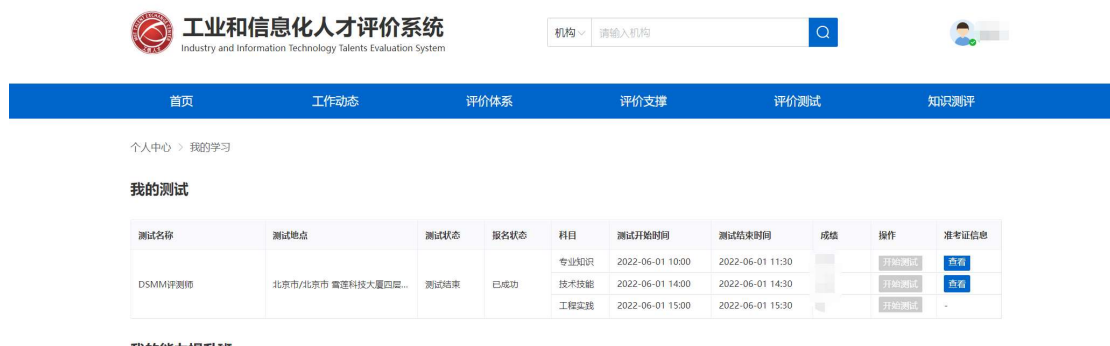 工业和信息化人才评价系统
Industry and Information Technology Talents Evaluation System
机构 请输入机构
首页 工作动态 评价体系 评价支撑 评价测试 知识测评
个人中心 > 我的学习
我的测试
测试名称 测试地点 测试状态 报名状态 科目 测试开始时间 测试结束时间 成绩 操作 准考证信息
专业知识 2022-06-01 10:00 2022-06-01 11:30 开始测试 查看
DSMM评测师 北京市/北京市 雪莲科技大厦四层... 测试结束 已成功 技术技能 2022-06-01 14:00 2022-06-01 14:30 开始测试 查看
工程实践 2022-06-01 15:00 2022-06-01 15:30 开始测试 -